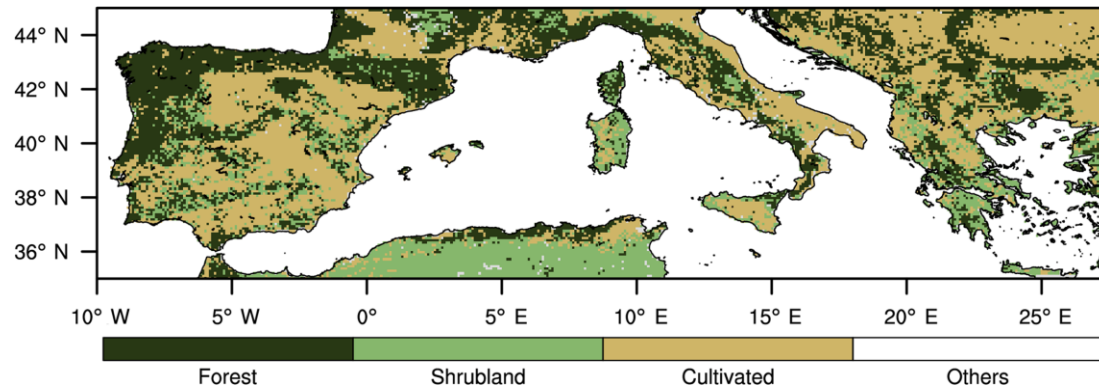 44° N
42° N
40° N
38° N
36° N
10° W 5° W 0° 5° E 10° E 15° E 20° E 25° E
Forest Shrubland Cultivated Others